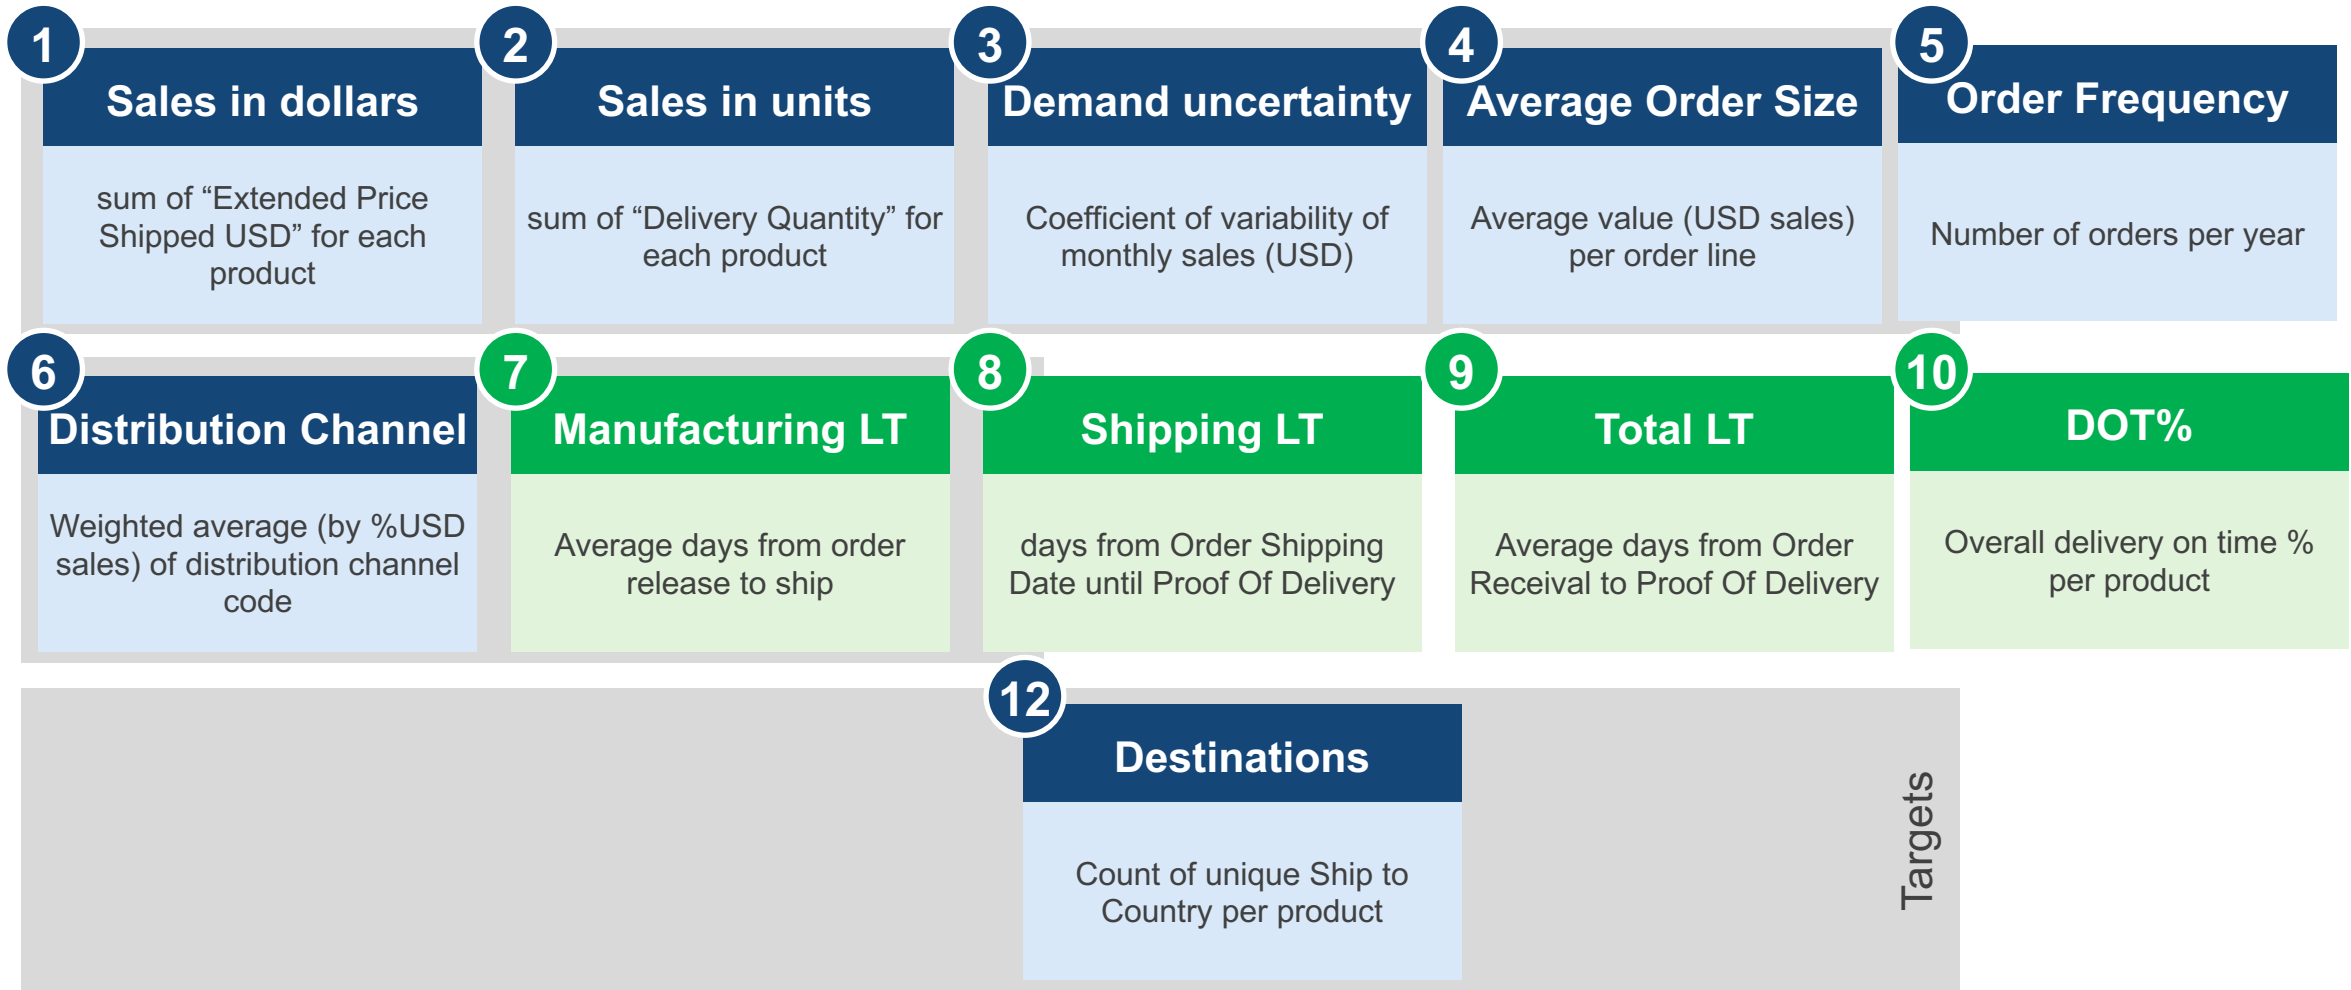 1
Sales in dollars
sum of “Extended Price
Shipped USD” for each
product
2
Sales in units
sum of “Delivery Quantity” for
each product
3
Demand uncertainty
Coefficient of variability of
monthly sales (USD)
4
Average Order Size
Average value (USD sales)
per order line
5
Order Frequency
Number of orders per year
6
Distribution Channel
Weighted average (by %USD
sales) of distribution channel
code
7
Manufacturing LT
Average days from order
release to ship
8
Shipping LT
days from Order Shipping
Date until Proof Of Delivery
9
Total LT
Average days from Order
Receival to Proof Of Delivery
10
DOT%
Overall delivery on time %
per product
12
Destinations
Count of unique Ship to
Country per product
Targets